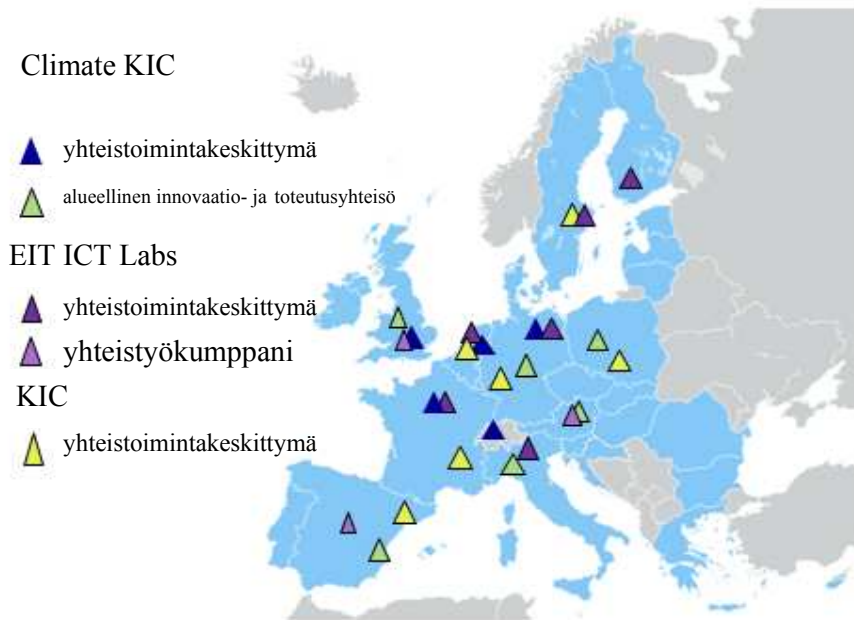 Climate KIC
yhteistoimintakeskittymä
alueellinen innovaatio- ja toteutusyhteisö
EIT ICT Labs
yhteistoimintakeskittymä
yhteistyökumppani
KIC
yhteistoimintakeskittymä